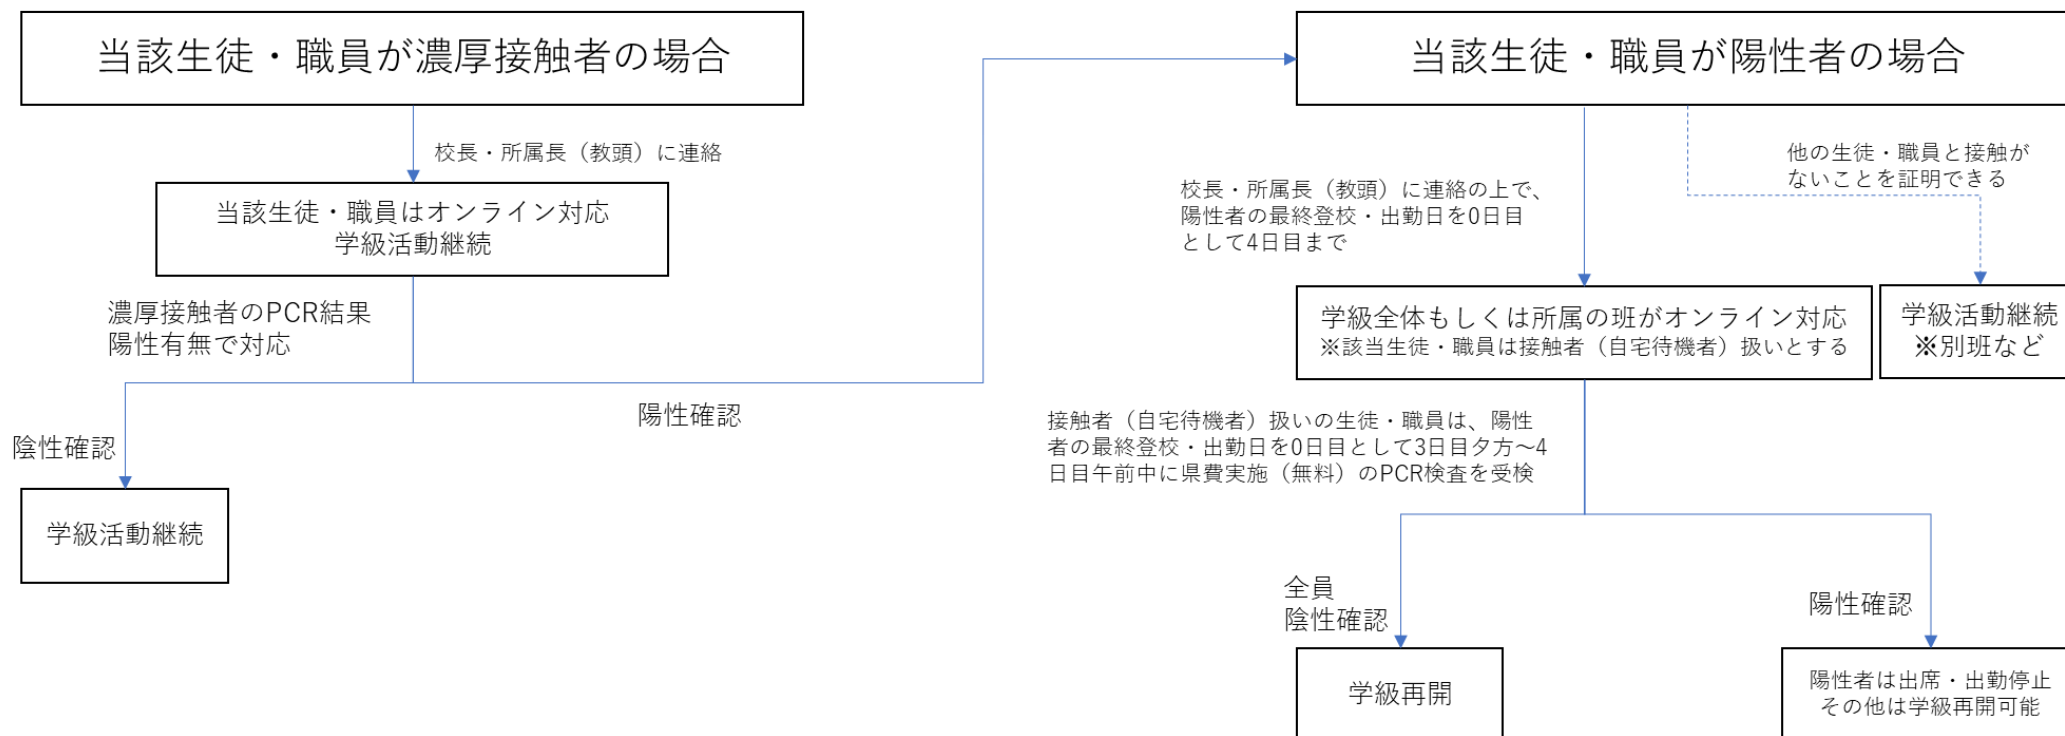 当該生徒・職員が濃厚接触者の場合
校長・所属長（教頭）に連絡
当該生徒・職員はオンライン対応
学級活動継続
濃厚接触者のPCR結果
陽性有無で対応
陰性確認
陽性確認
学級活動継続
当該生徒・職員が陽性者の場合
校長・所属長（教頭）に連絡の上で、
陽性者の最終登校・出勤日を0日目
として4日目まで
他の生徒・職員と接触が
ないことを証明できる
学級全体もしくは所属の班がオンライン対応
※該当生徒・職員は接触者（自宅待機者）扱いとする
学級活動継続
※別班など
接触者（自宅待機者）扱いの生徒・職員は、陽性
者の最終登校・出勤日を0日目として3日目夕方～4
日目午前中に県費実施（無料）のPCR検査を受検
全員
陰性確認
陽性確認
学級再開
陽性者は出席・出勤停止
その他は学級再開可能